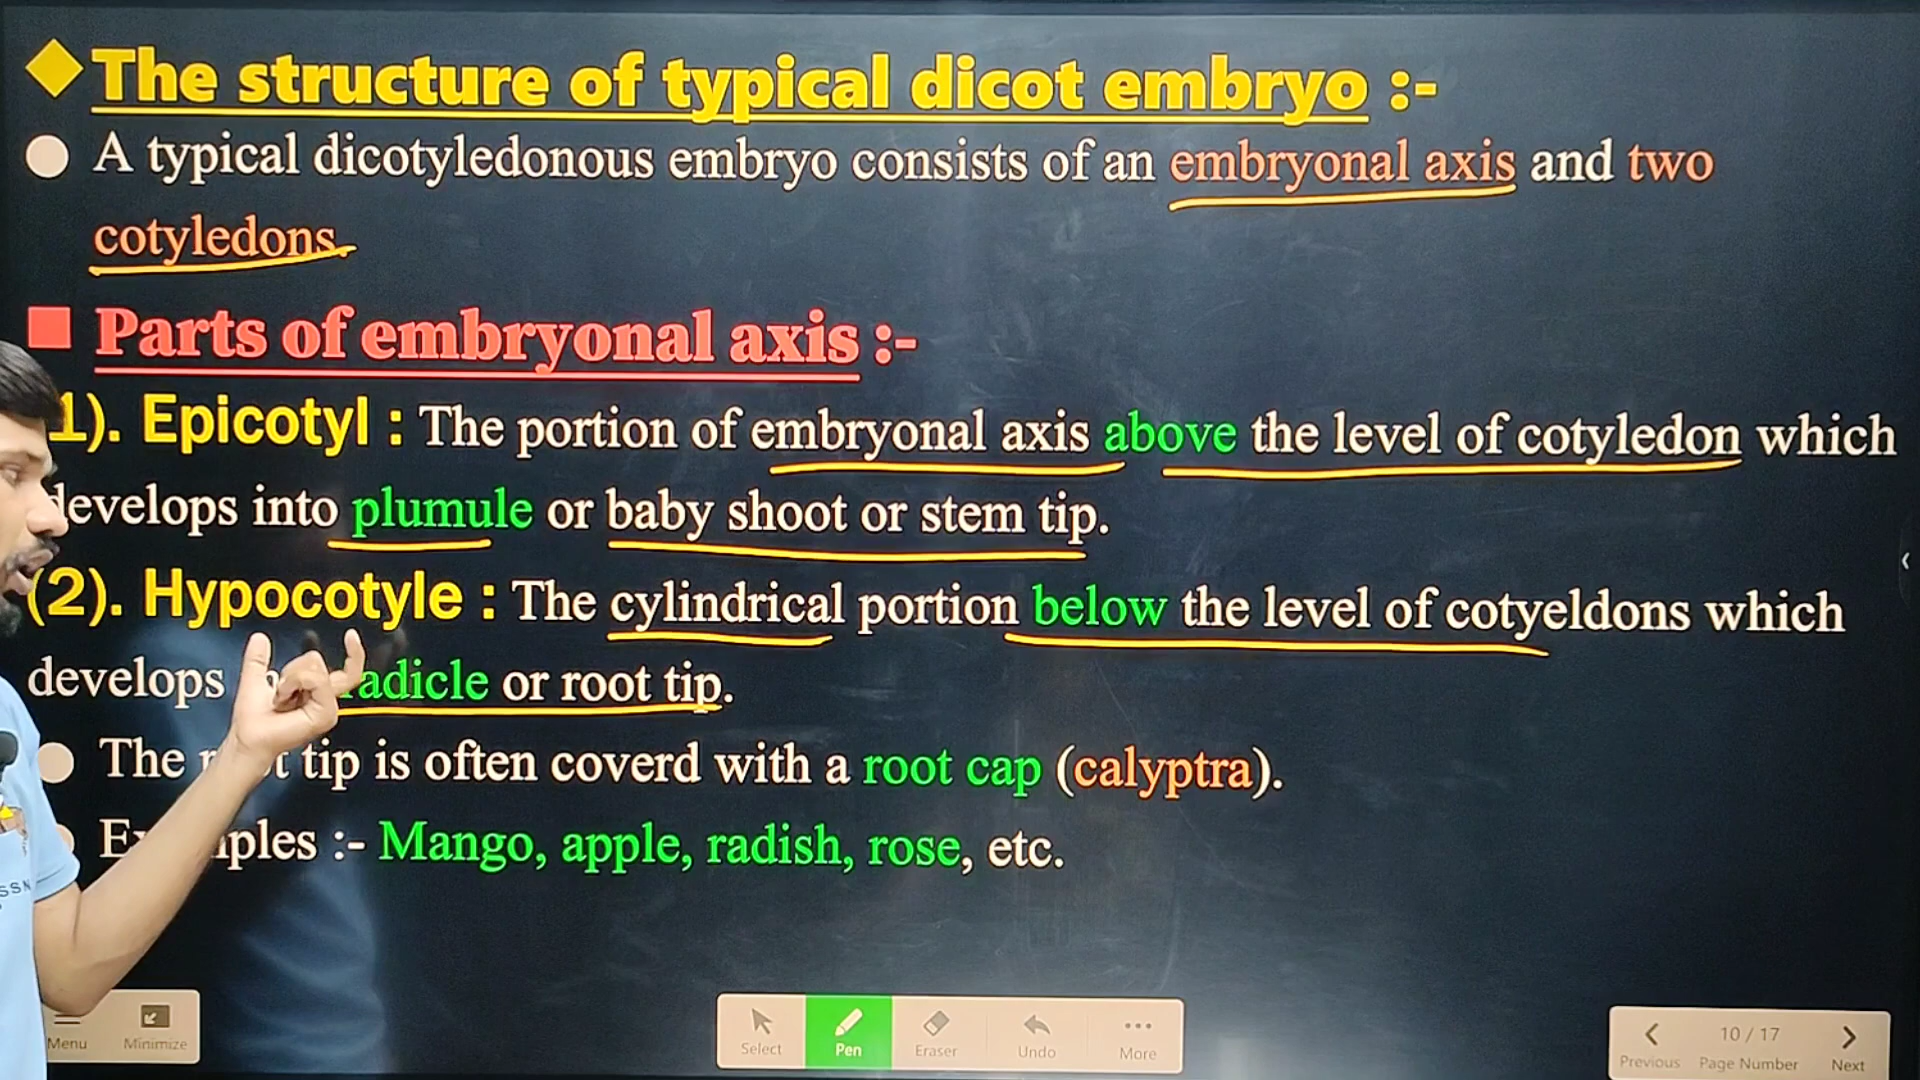 The structure of typical dicot embryo :-
A typical dicotyledonous embryo consists of an embryonal axis and two
cotyledons.
Parts of embryonal axis :-
1). Epicotyl : The portion of embryonal axis above the level of cotyledon which
develops into plumule or baby shoot or stem tip.
(2). Hypocotyle : The cylindrical portion below the level of cotyeldons which
develops radicle or root tip.
The tip is often coverd with a root cap (calyptra).
:- Mango, apple, radish, rose, etc.
Menu Minimize Select Pen Eraser Undo More
10 / 17
Previous Page Number Next